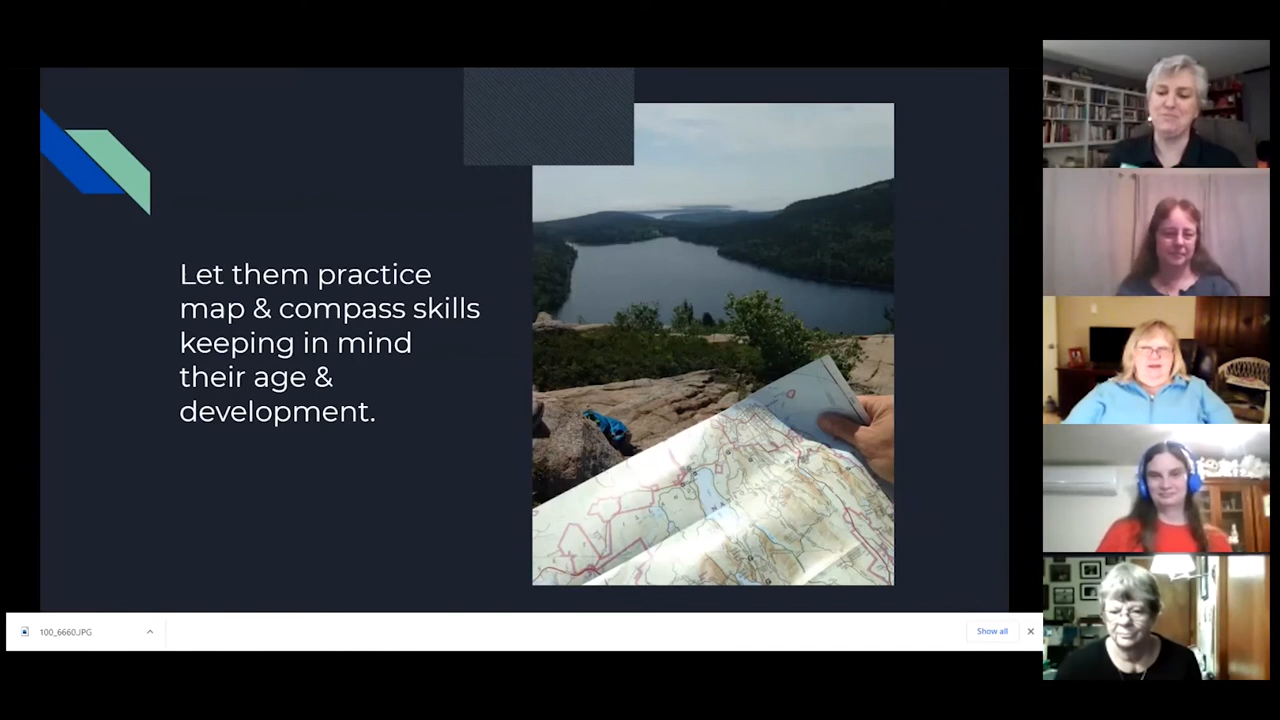 Let them practice
map & compass skills
keeping in mind
their age &
development.
100_6660.JPG
Show all